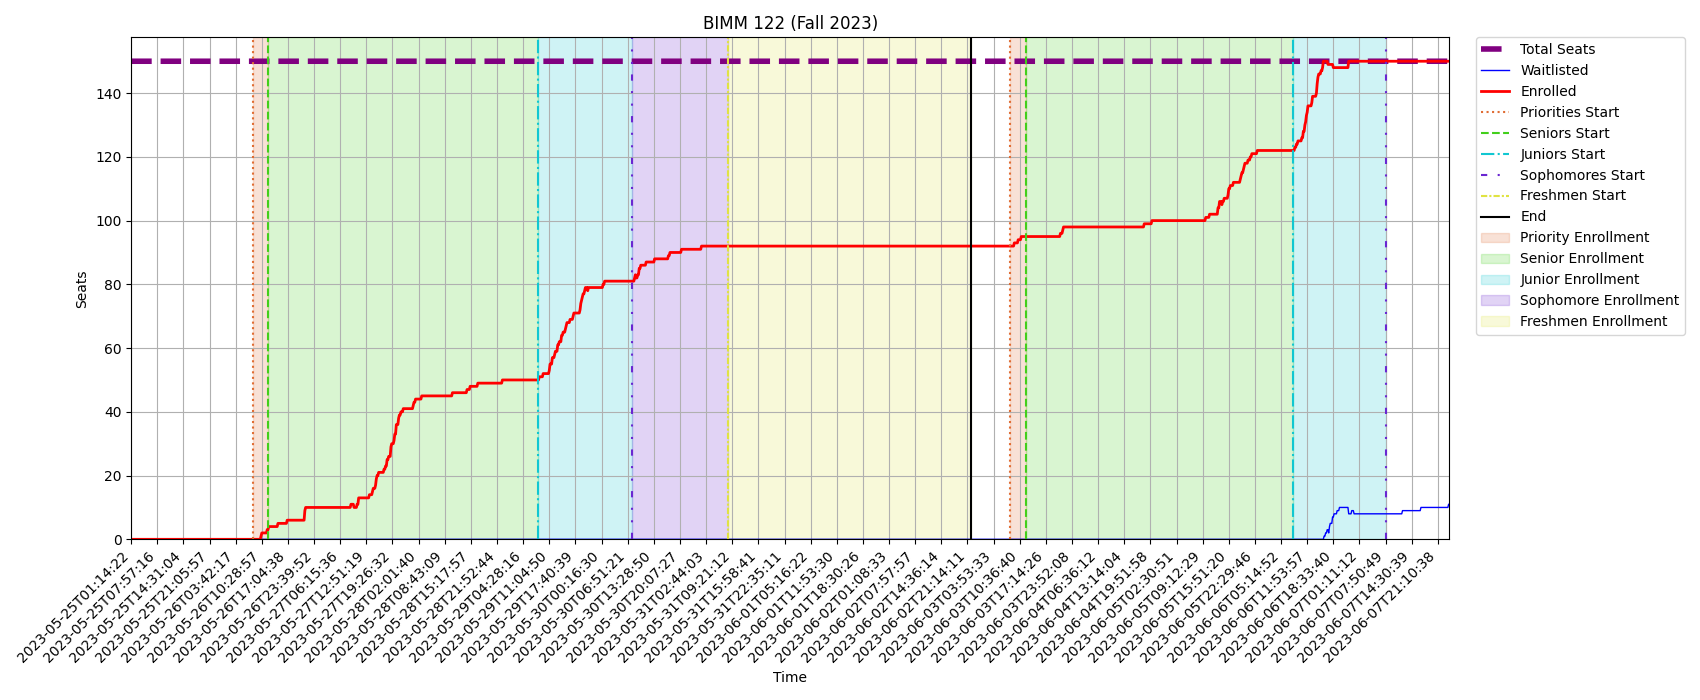 BIMM 122 (Fall 2023)
Seats
140
120
100
80
60
40
20
0
2023-05-25T01:14:22
2023-05-25T07:57:16
2023-05-25T14:31:04
2023-05-25T21:05:57
2023-05-26T03:42:17
2023-05-26T10:28:57
2023-05-26T17:04:38
2023-05-26T23:39:52
2023-05-27T06:15:36
2023-05-27T12:51:19
2023-05-27T19:26:32
2023-05-28T02:01:40
2023-05-28T08:43:09
2023-05-28T15:17:57
2023-05-28T21:52:44
2023-05-29T04:28:16
2023-05-29T11:04:50
2023-05-29T17:40:39
2023-05-30T00:16:30
2023-05-30T06:51:21
2023-05-30T13:28:50
2023-05-30T20:07:27
2023-05-31T02:44:03
2023-05-31T09:21:12
2023-05-31T15:58:41
2023-05-31T22:35:11
2023-06-01T05:16:22
2023-06-01T11:53:30
2023-06-01T18:30:26
2023-06-02T01:08:33
2023-06-02T07:57:57
2023-06-02T14:36:14
2023-06-02T21:14:11
2023-06-03T03:53:33
2023-06-03T10:36:40
2023-06-03T17:14:26
2023-06-03T23:52:08
2023-06-04T06:36:12
2023-06-04T13:14:04
2023-06-04T19:51:58
2023-06-05T02:30:51
2023-06-05T09:12:29
2023-06-05T15:51:20
2023-06-05T22:29:46
2023-06-06T05:14:52
2023-06-06T11:53:57
2023-06-06T18:33:40
2023-06-07T01:11:12
2023-06-07T07:50:49
2023-06-07T14:30:39
2023-06-07T21:10:38
Time
Total Seats
Waitlisted
Enrolled
Priorities Start
Seniors Start
Juniors Start
Sophomores Start
Freshmen Start
End
Priority Enrollment
Senior Enrollment
Junior Enrollment
Sophomore Enrollment
Freshmen Enrollment